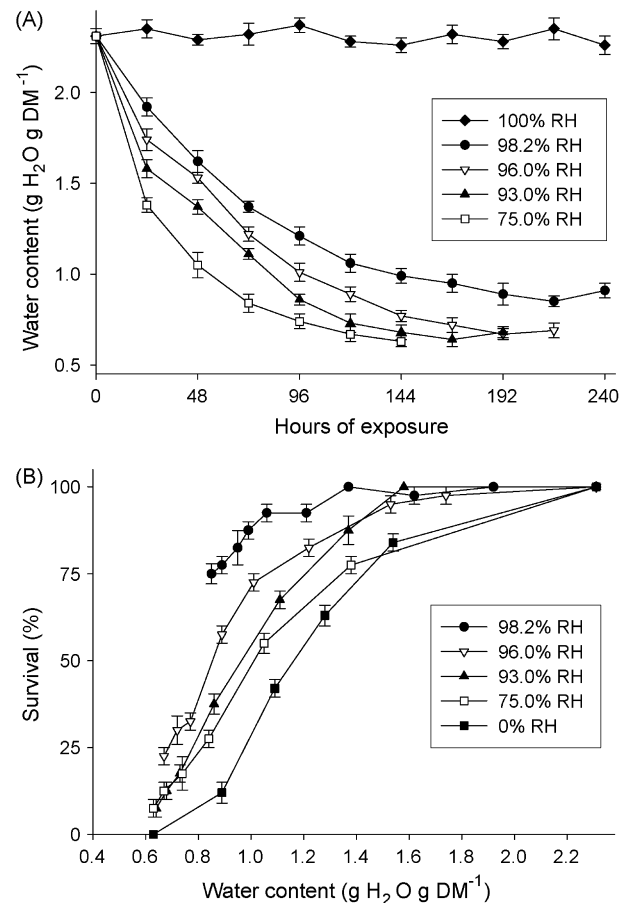 (A)
Water content (g H₂O g DM⁻¹)
2.0
1.5
1.0
0.5
100% RH
98.2% RH
96.0% RH
93.0% RH
75.0% RH
0 48 96 144 192 240
Hours of exposure
(B)
Survival (%)
100
75
50
25
0
98.2% RH
96.0% RH
93.0% RH
75.0% RH
0% RH
0.4 0.6 0.8 1.0 1.2 1.4 1.6 1.8 2.0 2.2
Water content (g H₂O g DM⁻¹)